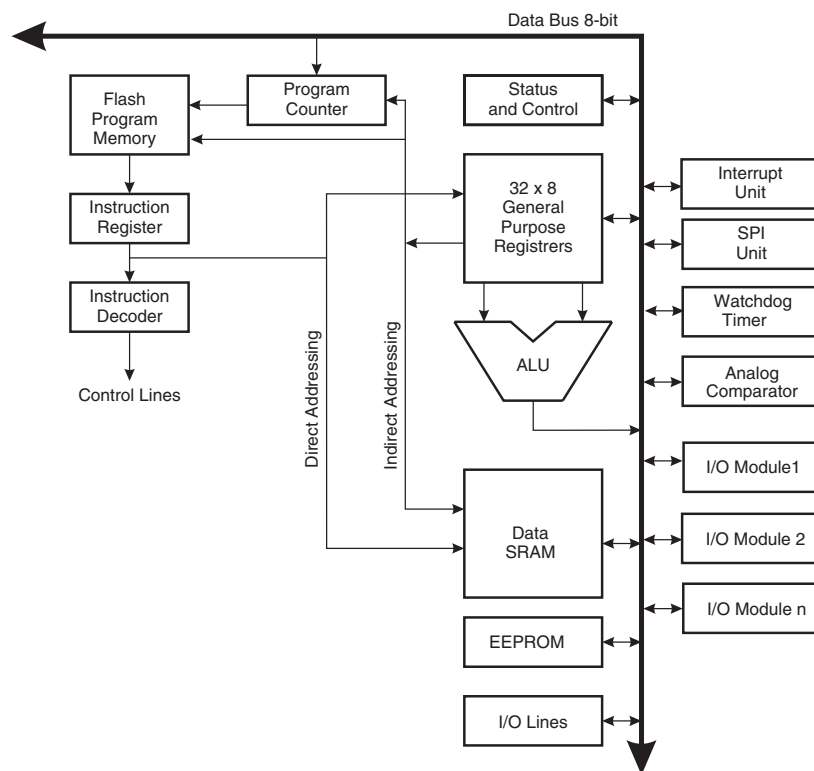 Data Bus 8-bit
Flash
Program
Memory
Program
Counter
Status
and Control
32 x 8
General
Purpose
Registrers
Interrupt
Unit
Instruction
Register
SPI
Unit
Instruction
Decoder
Watchdog
Timer
ALU
Analog
Comparator
Control Lines
Direct Addressing
Indirect Addressing
I/O Module1
Data
SRAM
I/O Module 2
I/O Module n
EEPROM
I/O Lines